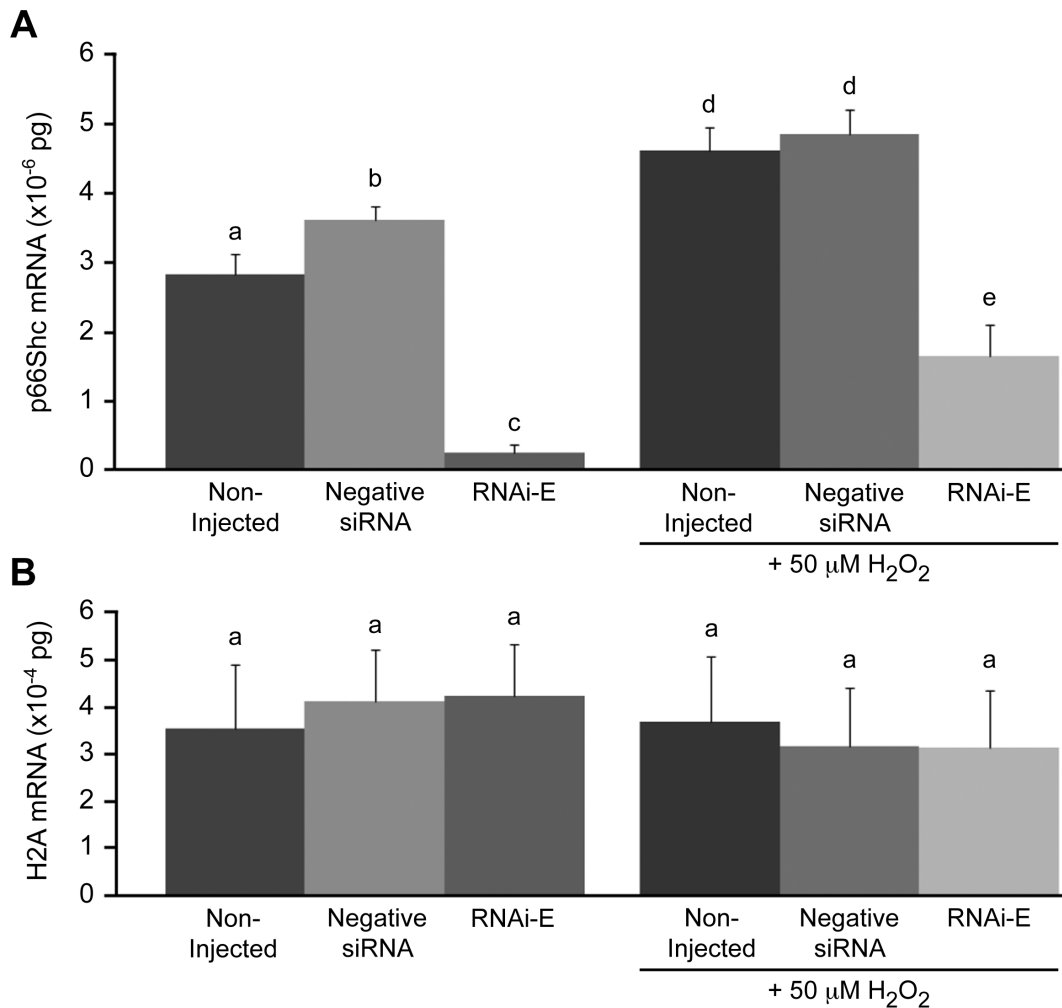 A
6
5
4
3
2
1
0
p66Shc mRNA (x10⁻⁶ pg)
a
b
c
d
d
e
Non-
Injected
Negative
siRNA
RNAi-E
Non-
Injected
Negative
siRNA
RNAi-E
+ 50 µM H₂O₂
B
6
5
4
3
2
1
0
H2A mRNA (x10⁻⁴ pg)
a
a
a
a
a
a
Non-
Injected
Negative
siRNA
RNAi-E
Non-
Injected
Negative
siRNA
RNAi-E
+ 50 µM H₂O₂